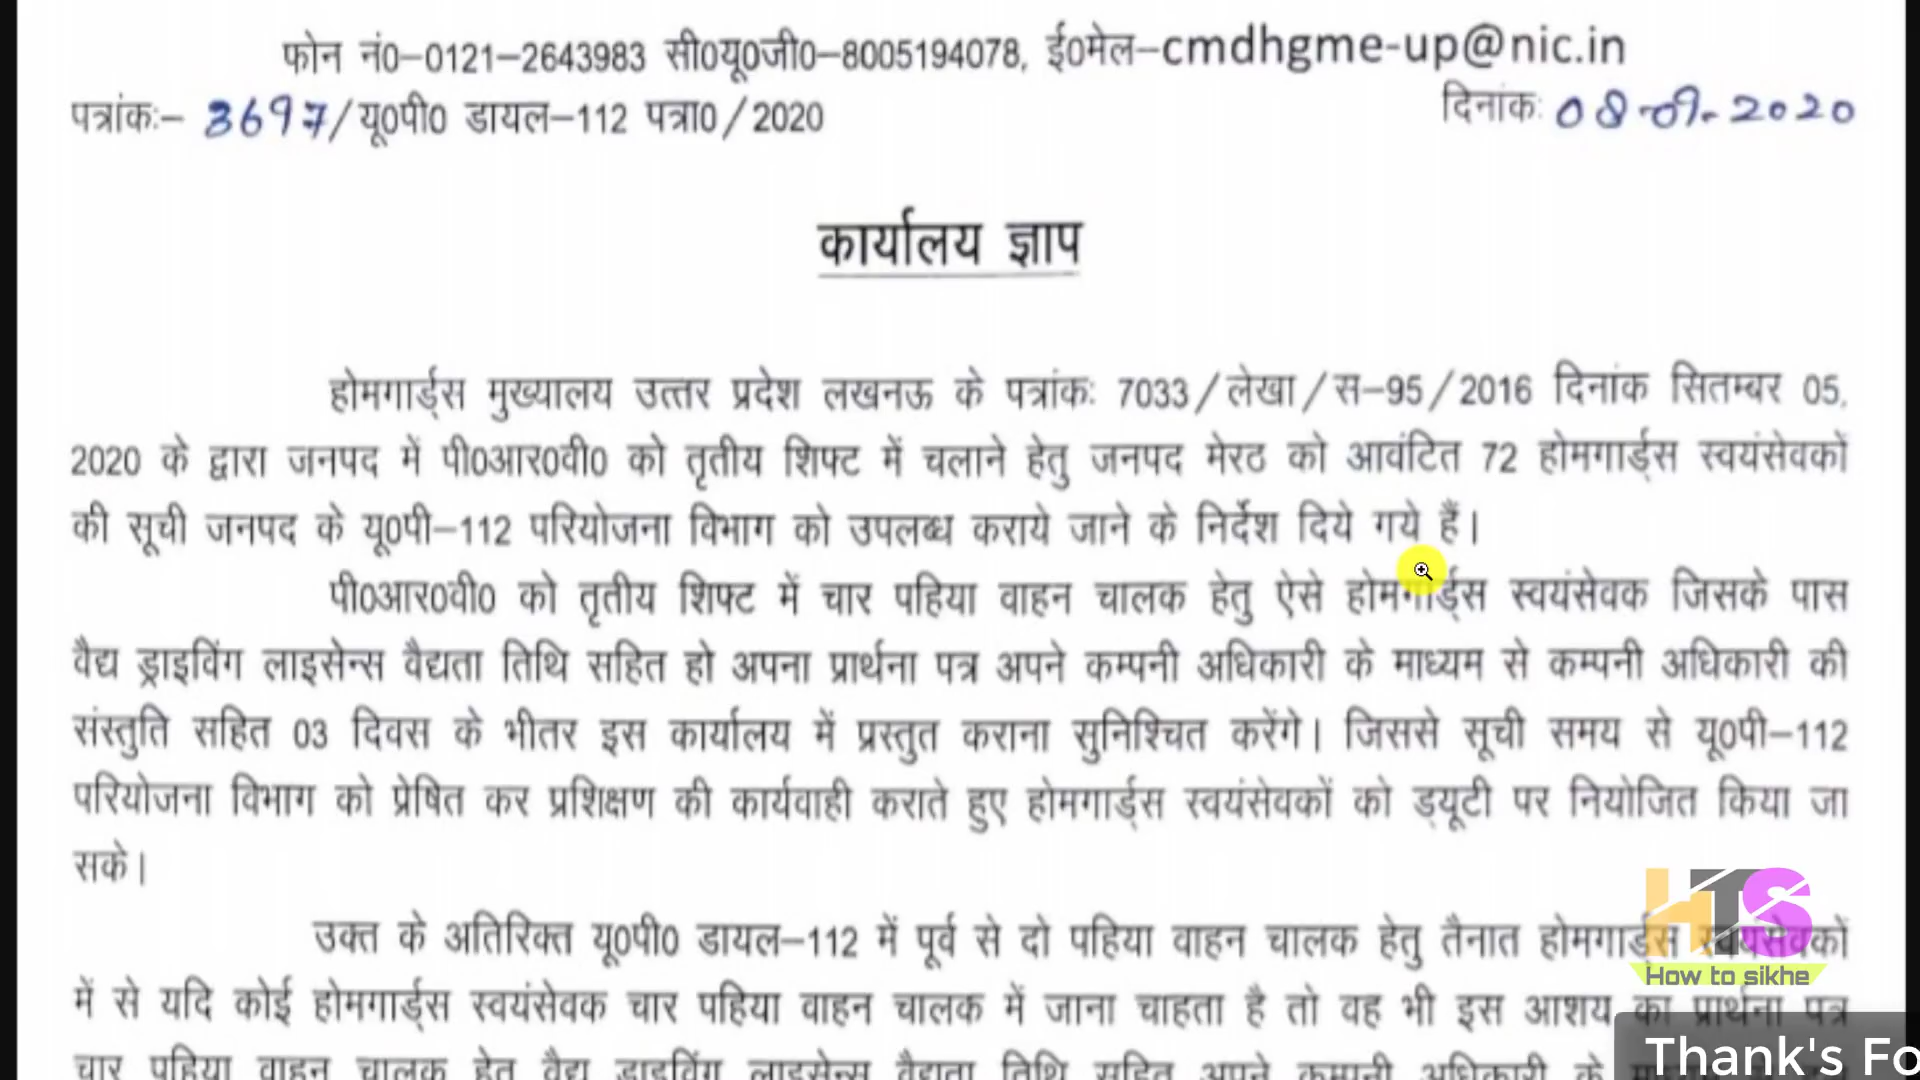 फोन नं0–0121–2643983 सी0यू0जी0–8005194078, ई0मेल–cmdhgme-up@nic.in
पत्रांकः– 3697/यू0पी0 डायल–112 पत्रा0/2020 दिनांकः 08-09-2020
कार्यालय ज्ञाप
होमगार्ड्स मुख्यालय उत्तर प्रदेश लखनऊ के पत्रांकः 7033/लेखा/स–95/2016 दिनांक सितम्बर 05,
2020 के द्वारा जनपद में पी0आर0वी0 को तृतीय शिफ्ट में चलाने हेतु जनपद मेरठ को आवंटित 72 होमगार्ड्स स्वयंसेवकों
की सूची जनपद के यू0पी–112 परियोजना विभाग को उपलब्ध कराये जाने के निर्देश दिये गये हैं।
पी0आर0वी0 को तृतीय शिफ्ट में चार पहिया वाहन चालक हेतु ऐसे होमगार्ड्स स्वयंसेवक जिसके पास
वैद्य ड्राइविंग लाइसेन्स वैद्यता तिथि सहित हो अपना प्रार्थना पत्र अपने कम्पनी अधिकारी के माध्यम से कम्पनी अधिकारी की
संस्तुति सहित 03 दिवस के भीतर इस कार्यालय में प्रस्तुत कराना सुनिश्चित करेंगे। जिससे सूची समय से यू0पी–112
परियोजना विभाग को प्रेषित कर प्रशिक्षण की कार्यवाही कराते हुए होमगार्ड्स स्वयंसेवकों को ड्यूटी पर नियोजित किया जा
सके।
उक्त के अतिरिक्त यू0पी0 डायल–112 में पूर्व से दो पहिया वाहन चालक हेतु तैनात होमगार्ड्स स्वयंसेवकों
में से यदि कोई होमगार्ड्स स्वयंसेवक चार पहिया वाहन चालक में जाना चाहता है तो वह भी इस आशय का प्रार्थना पत्र
चार पहिया वाहन चालक हेतु वैद्य ड्राइविंग लाइसेन्स वैद्यता तिथि सहित अपने कम्पनी अधिकारी के
HTS
How to sikhe
Thank's Fo